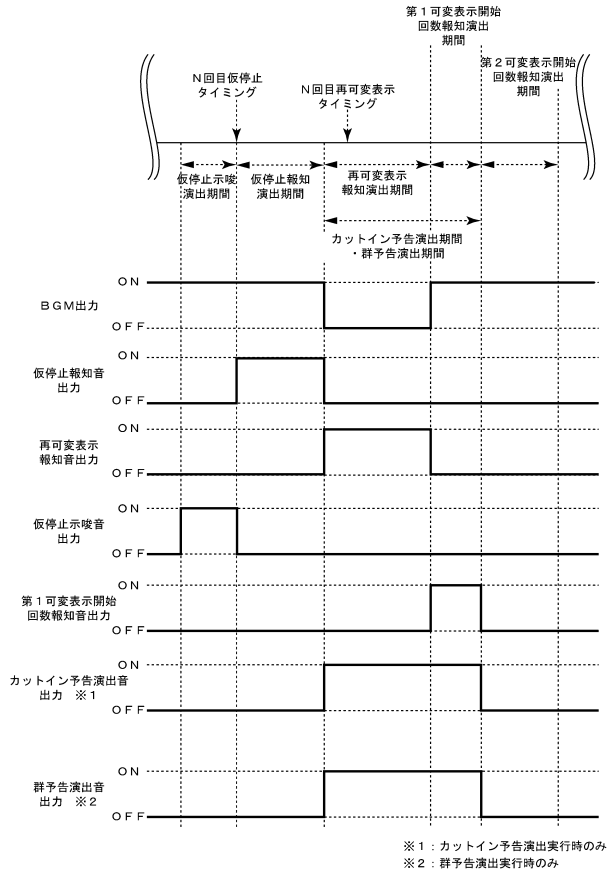 第１可変表示開始
回数報知演出
期間
第２可変表示開始
回数報知演出
期間
Ｎ回目仮停止
タイミング
Ｎ回目再可変表示
タイミング
仮停止示唆
演出期間
仮停止報知
演出期間
再可変表示
報知演出期間
カットイン予告演出期間
・群予告演出期間
ＢＧＭ出力
ＯＮ
ＯＦＦ
仮停止報知音
出力
ＯＮ
ＯＦＦ
再可変表示
報知音出力
ＯＮ
ＯＦＦ
仮停止示唆音
出力
ＯＮ
ＯＦＦ
第１可変表示開始
回数報知音出力
ＯＮ
ＯＦＦ
カットイン予告演出音
出力　※１
ＯＮ
ＯＦＦ
群予告演出音
出力　※２
ＯＮ
ＯＦＦ
※１：カットイン予告演出実行時のみ
※２：群予告演出実行時のみ